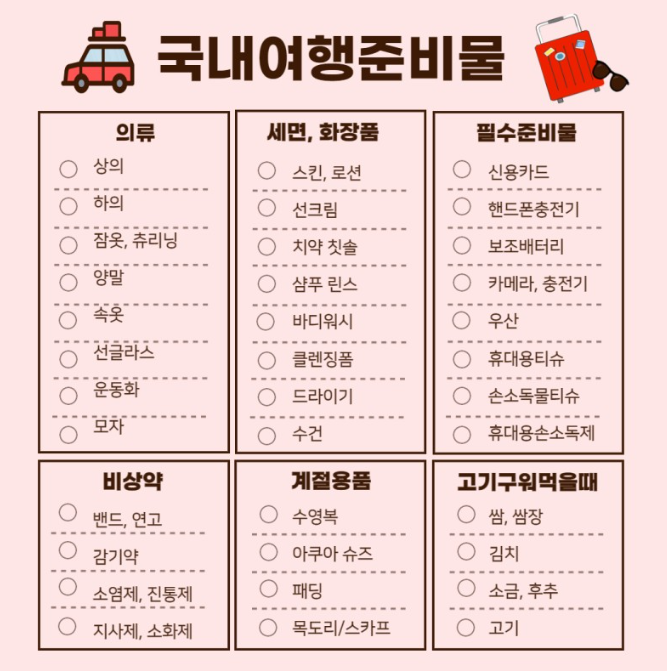 국내여행준비물
의류
상의
하의
잠옷, 츄리닝
양말
속옷
선글라스
운동화
모자
세면, 화장품
스킨, 로션
선크림
치약 칫솔
샴푸 린스
바디워시
클렌징폼
드라이기
수건
필수준비물
신용카드
핸드폰충전기
보조배터리
카메라, 충전기
우산
휴대용티슈
손소독물티슈
휴대용손소독제
비상약
밴드, 연고
감기약
소염제, 진통제
지사제, 소화제
계절용품
수영복
아쿠아 슈즈
패딩
목도리/스카프
고기구워먹을때
쌈, 쌈장
김치
소금, 후추
고기